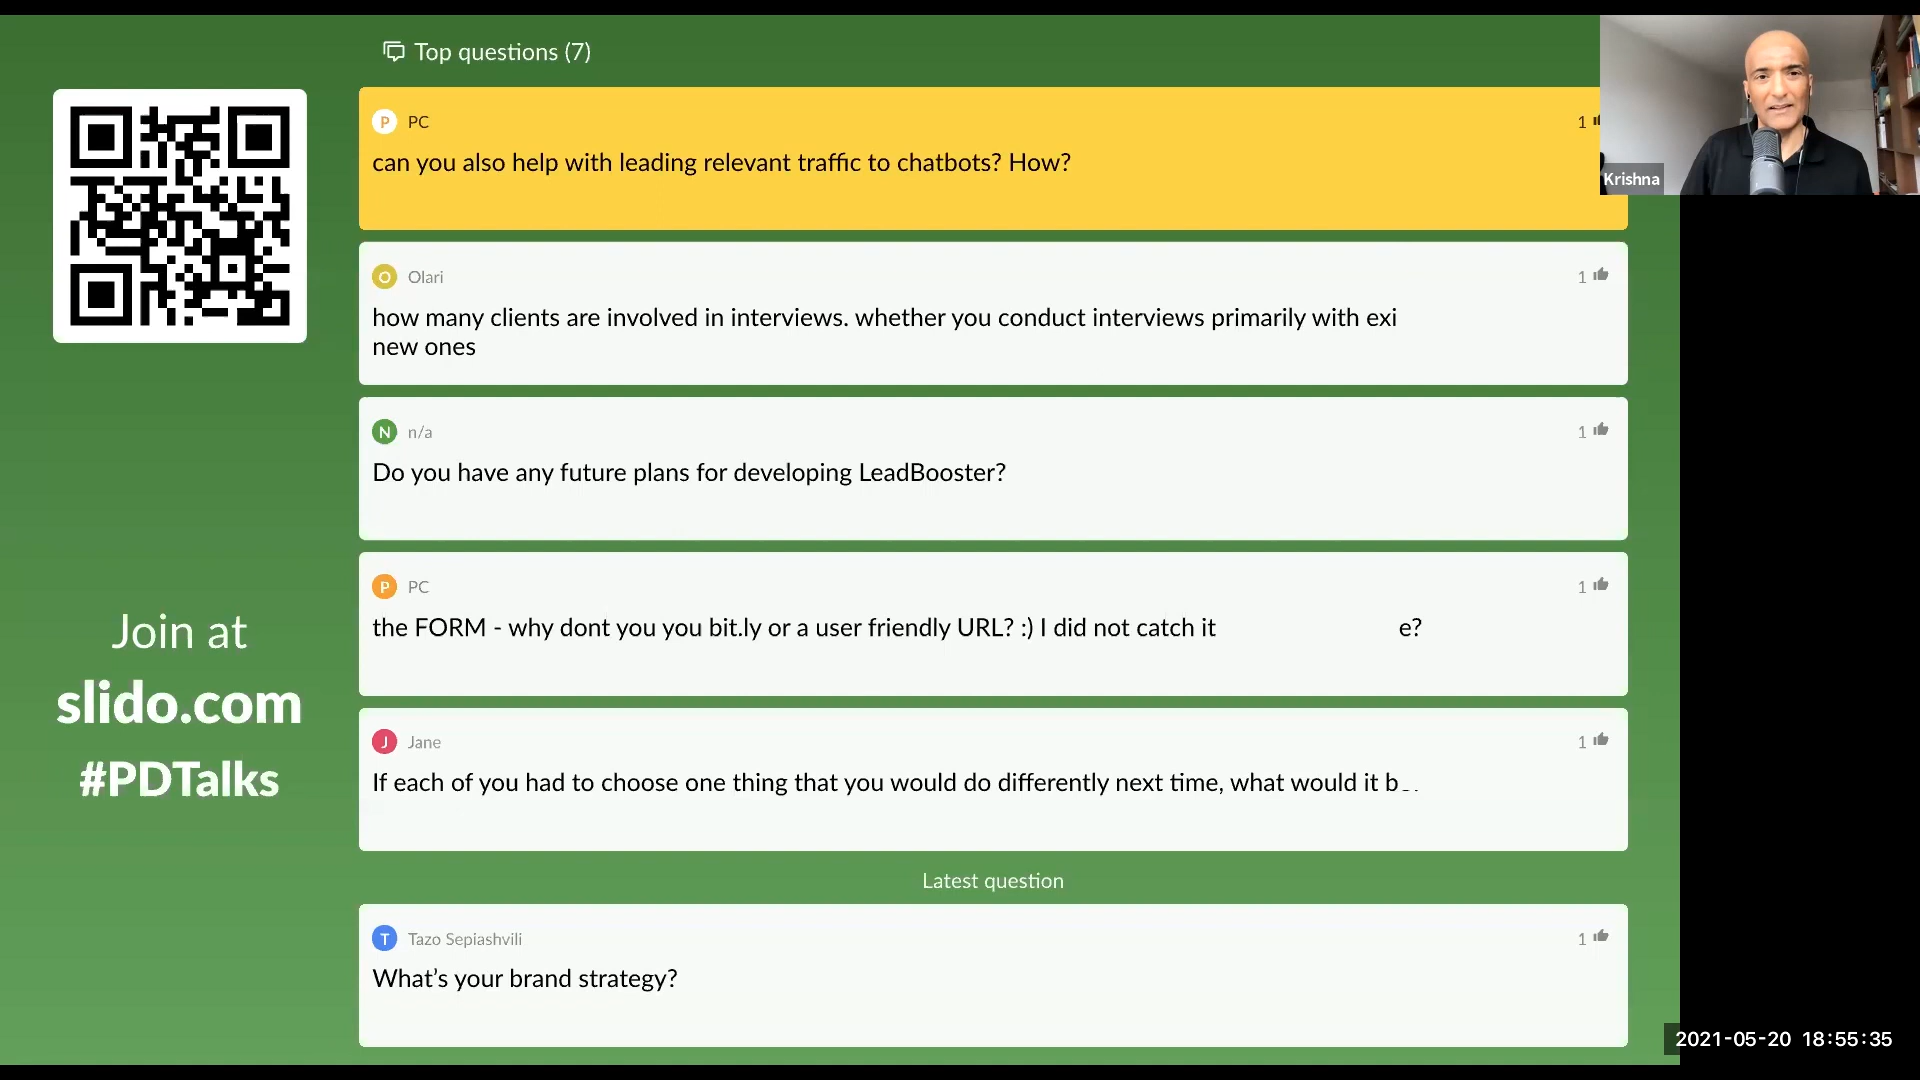 Top questions (7)
P PC
1
can you also help with leading relevant traffic to chatbots? How?
Krishna
O Olari
1
how many clients are involved in interviews. whether you conduct interviews primarily with exi
new ones
N n/a
1
Do you have any future plans for developing LeadBooster?
P PC
1
the FORM - why dont you you bit.ly or a user friendly URL? :) I did not catch it e?
Join at
slido.com
#PDTalks
J Jane
1
If each of you had to choose one thing that you would do differently next time, what would it b
Latest question
T Tazo Sepiashvili
1
What's your brand strategy?
2021-05-20 18:55:35